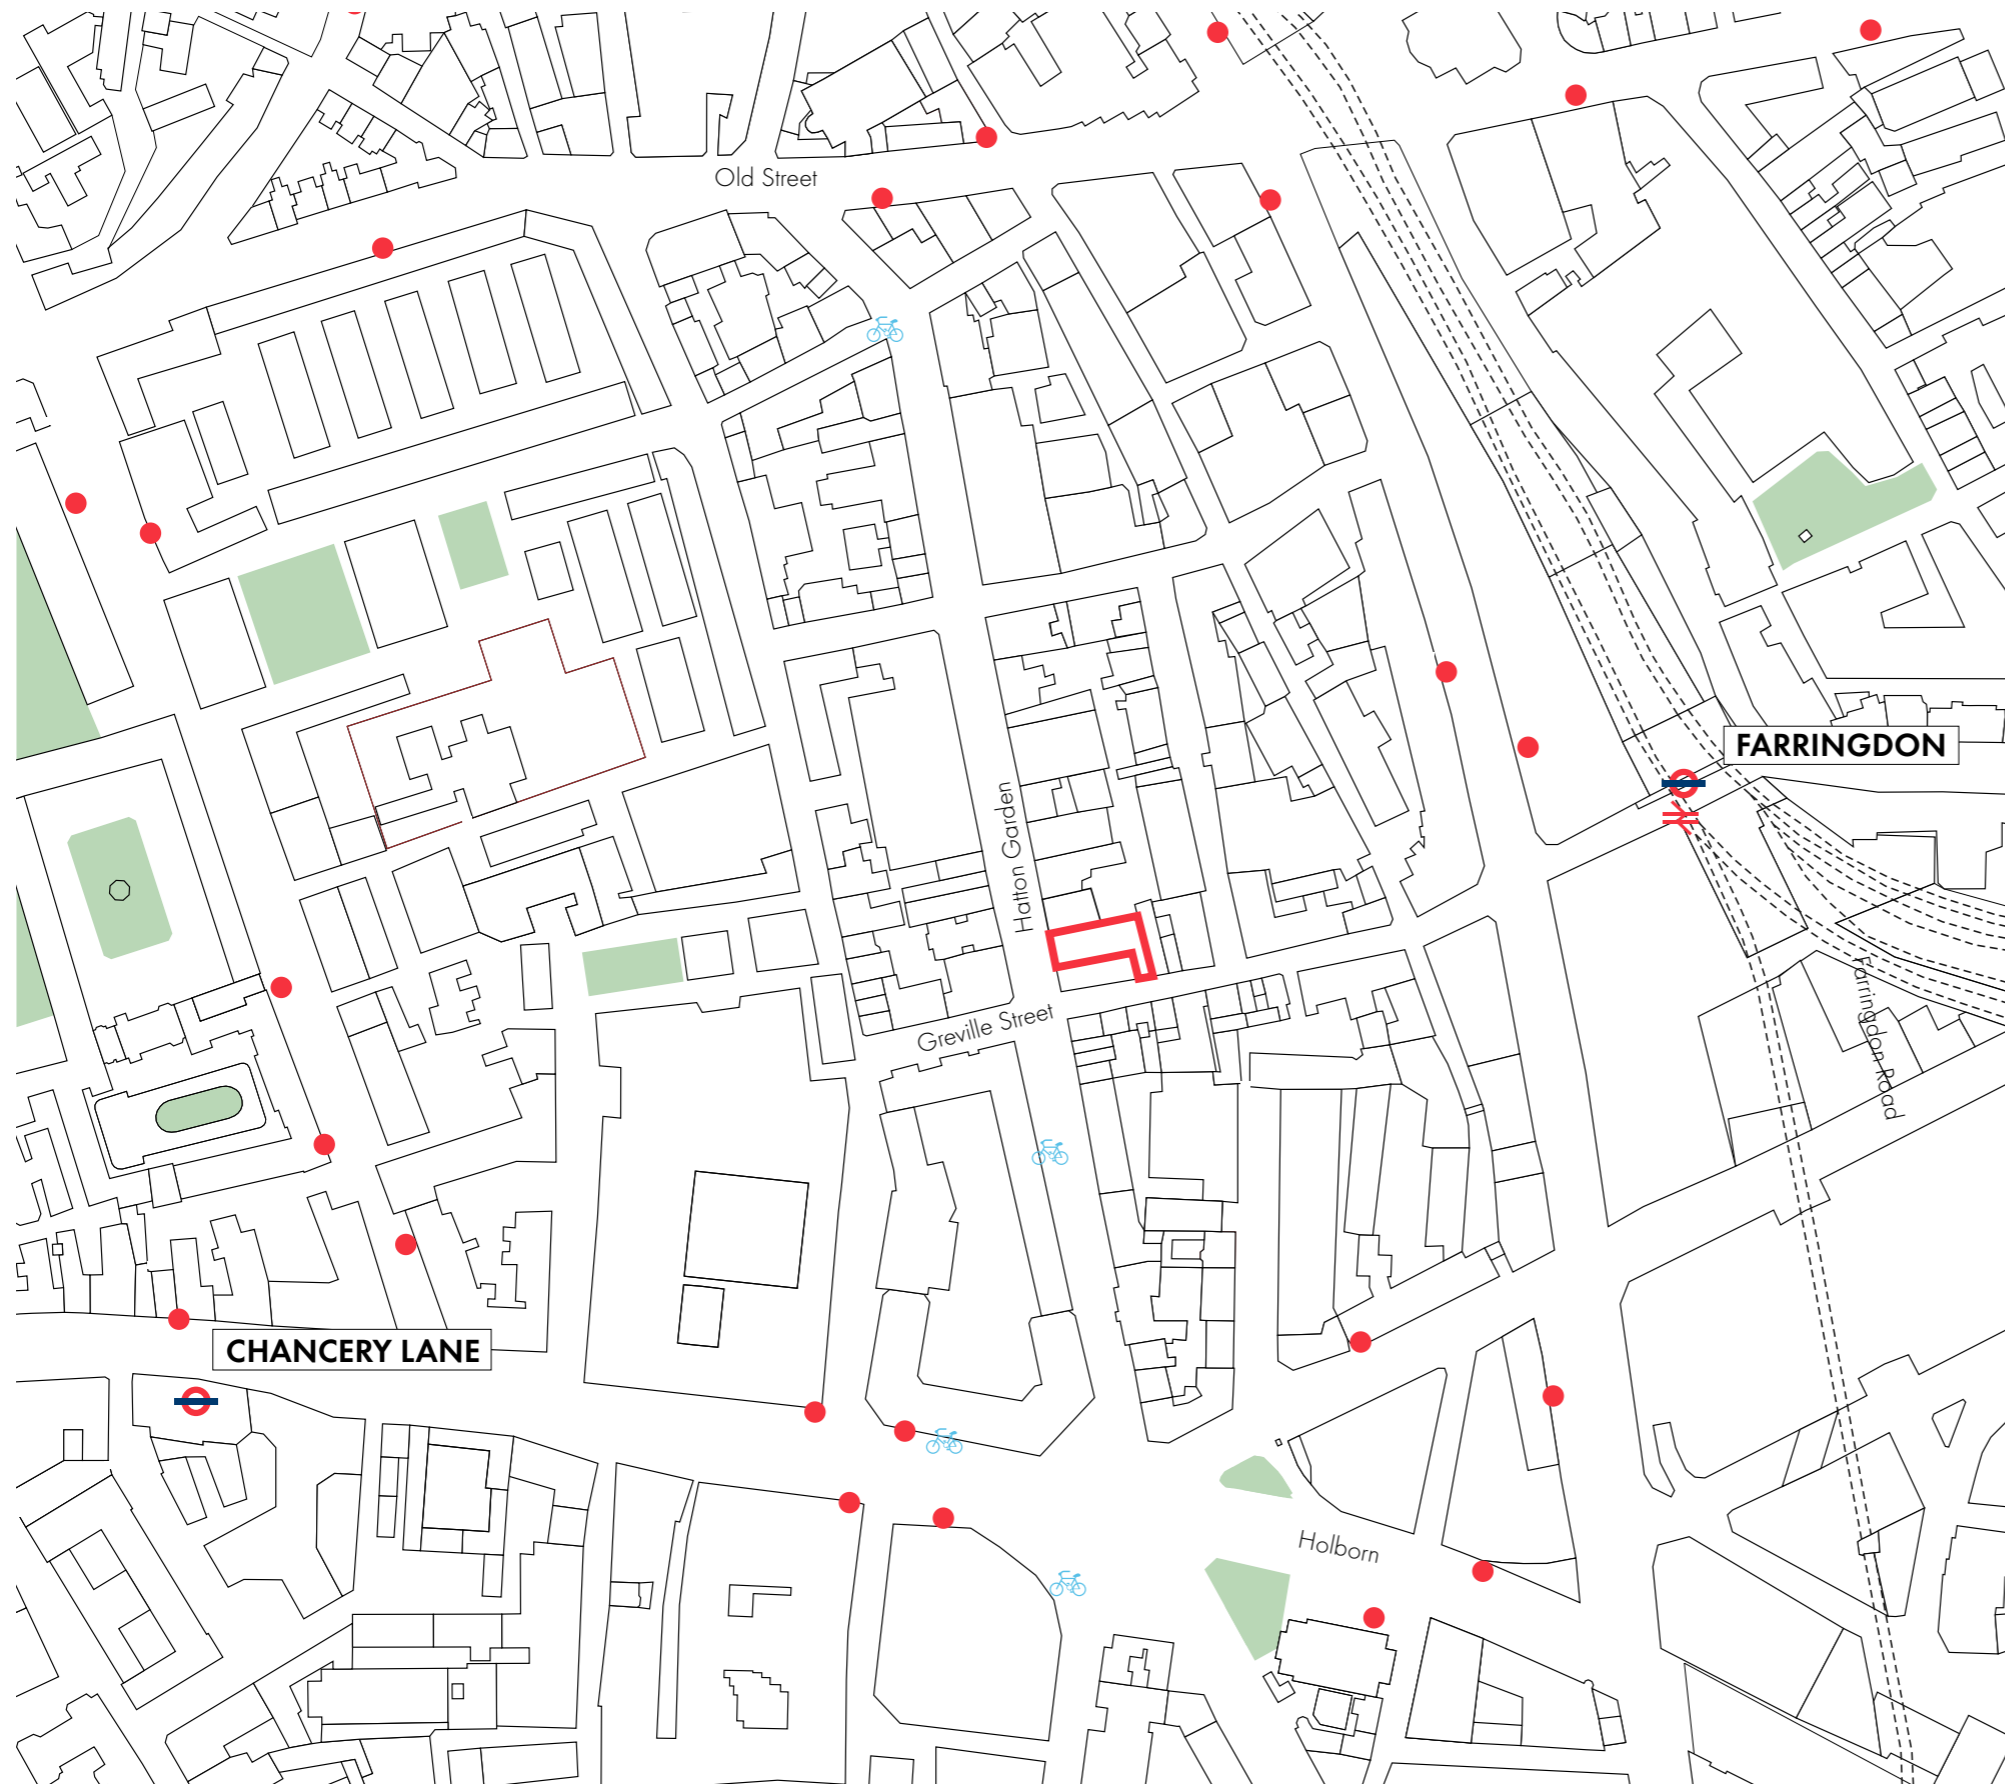 Old Street
FARRINGDON
Hatton Garden
Greville Street
Farringdon Road
CHANCERY LANE
Holborn